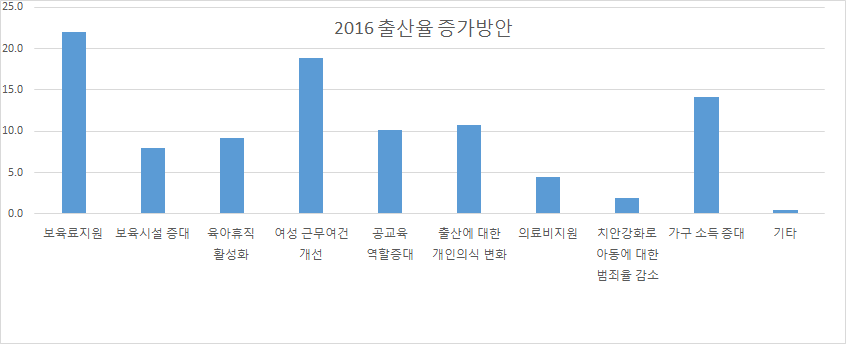 2016 출산율 증가방안
25.0
20.0
15.0
10.0
5.0
0.0
보육료지원
보육시설 증대
육아휴직
활성화
여성 근무여건
개선
공교육
역할증대
출산에 대한
개인의식 변화
의료비지원
치안강화로
아동에 대한
범죄율 감소
가구 소득 증대
기타